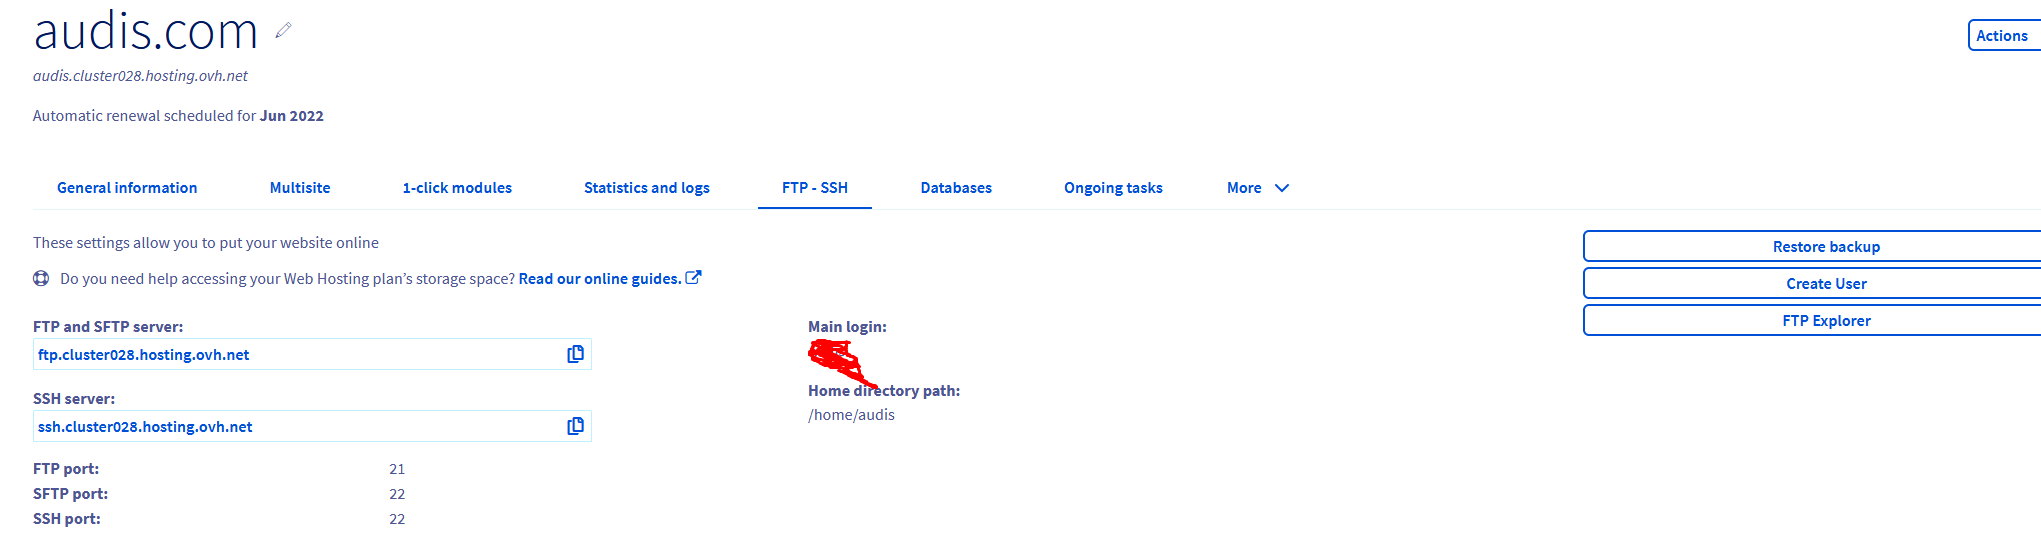 audis.com
Actions
audis.cluster028.hosting.ovh.net
Automatic renewal scheduled for Jun 2022
General information Multisite 1-click modules Statistics and logs FTP - SSH Databases Ongoing tasks More
These settings allow you to put your website online
Do you need help accessing your Web Hosting plan’s storage space? Read our online guides.
Restore backup
Create User
FTP Explorer
FTP and SFTP server:
ftp.cluster028.hosting.ovh.net
SSH server:
ssh.cluster028.hosting.ovh.net
Main login:
Home directory path:
/home/audis
FTP port: 21
SFTP port: 22
SSH port: 22